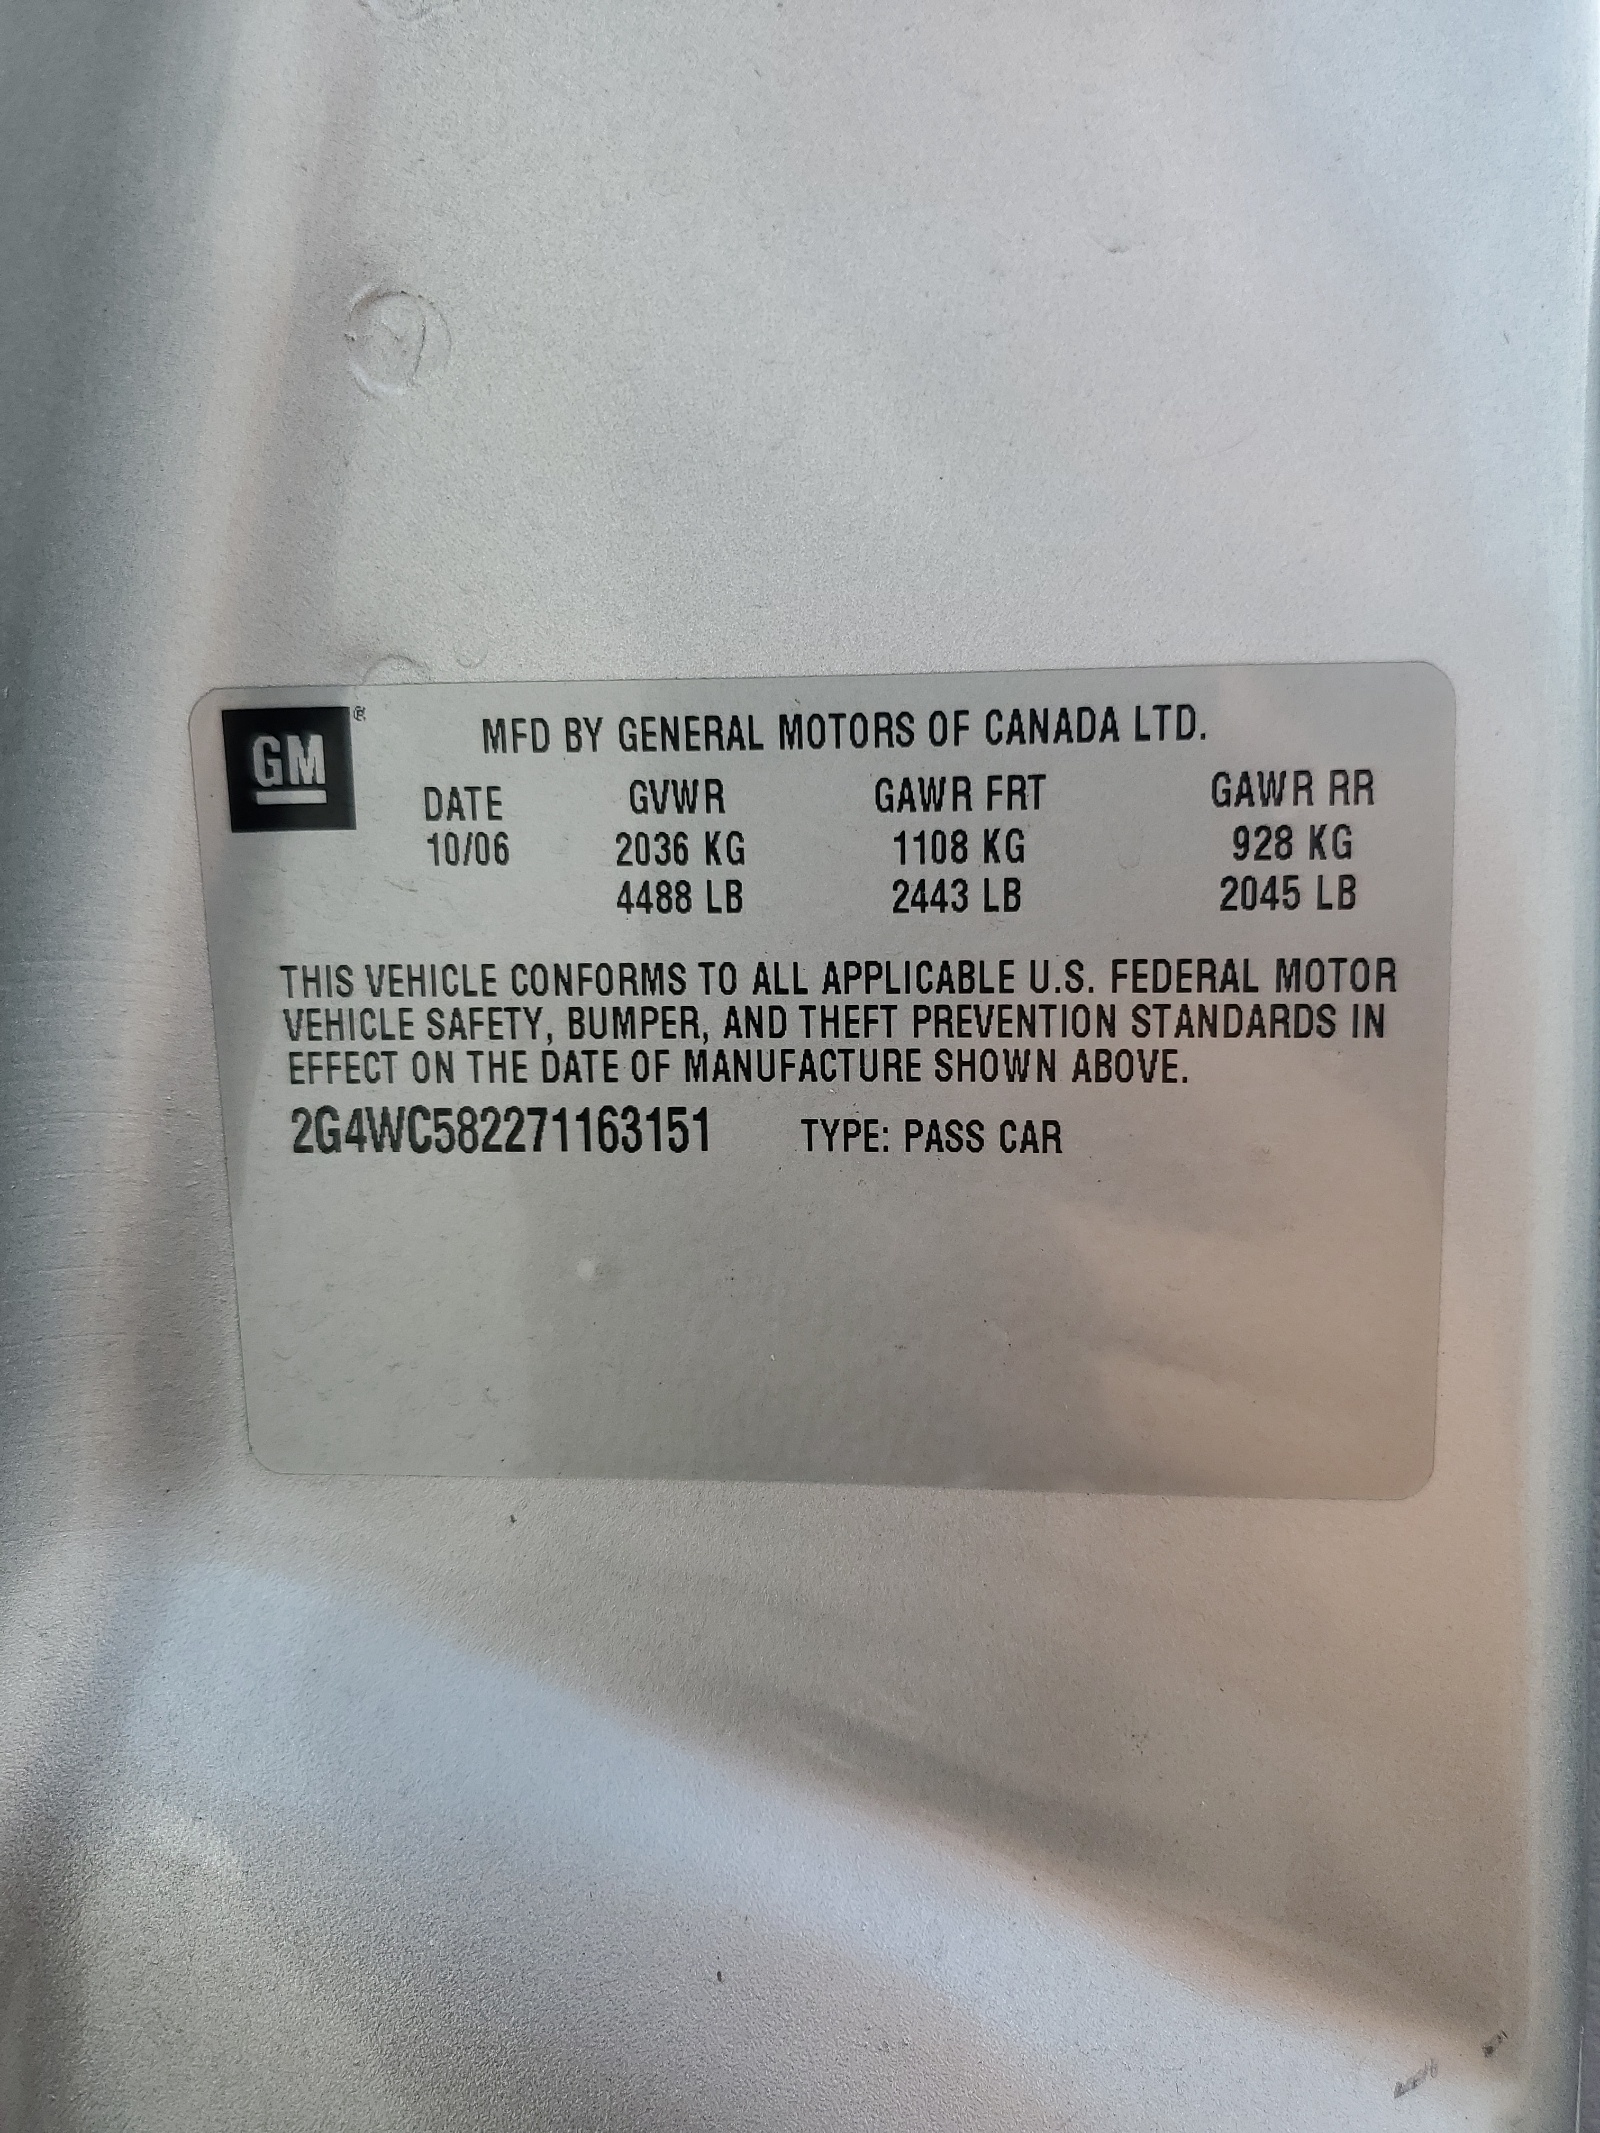 GM ®
MFD BY GENERAL MOTORS OF CANADA LTD.
DATE GVWR GAWR FRT GAWR RR
10/06 2036 KG 1108 KG 928 KG
4488 LB 2443 LB 2045 LB
THIS VEHICLE CONFORMS TO ALL APPLICABLE U.S. FEDERAL MOTOR
VEHICLE SAFETY, BUMPER, AND THEFT PREVENTION STANDARDS IN
EFFECT ON THE DATE OF MANUFACTURE SHOWN ABOVE.
2G4WC582271163151 TYPE: PASS CAR